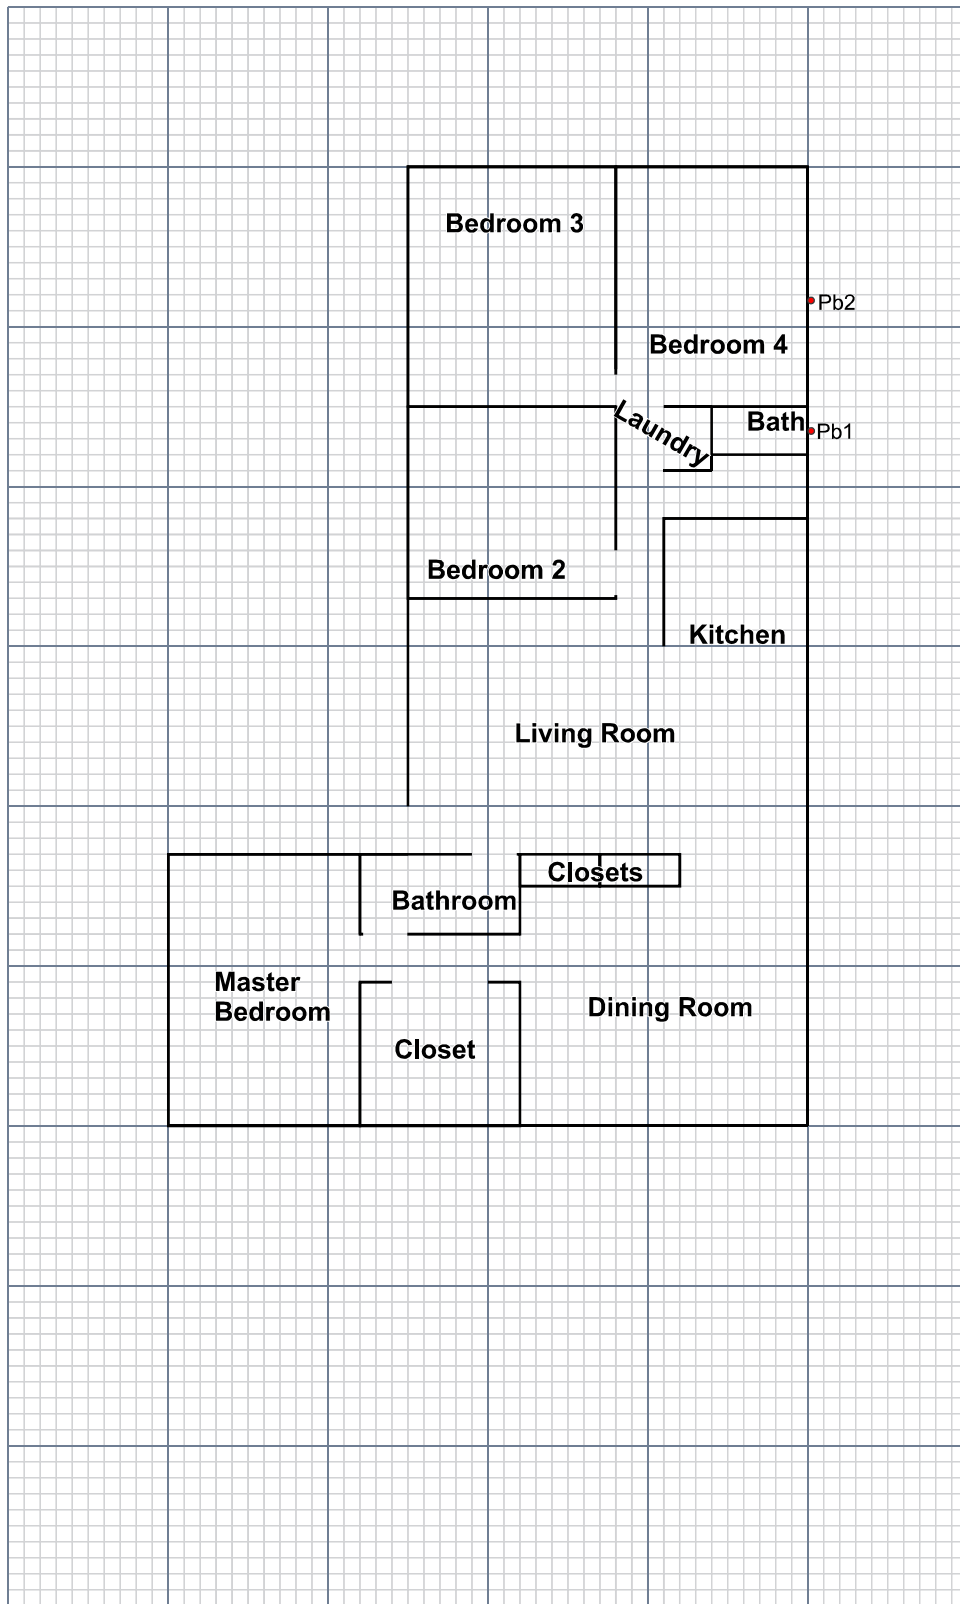 Bedroom 3
Pb2
Bedroom 4
Laundry
Bath
Pb1
Bedroom 2
Kitchen
Living Room
Closets
Bathroom
Master
Bedroom
Dining Room
Closet